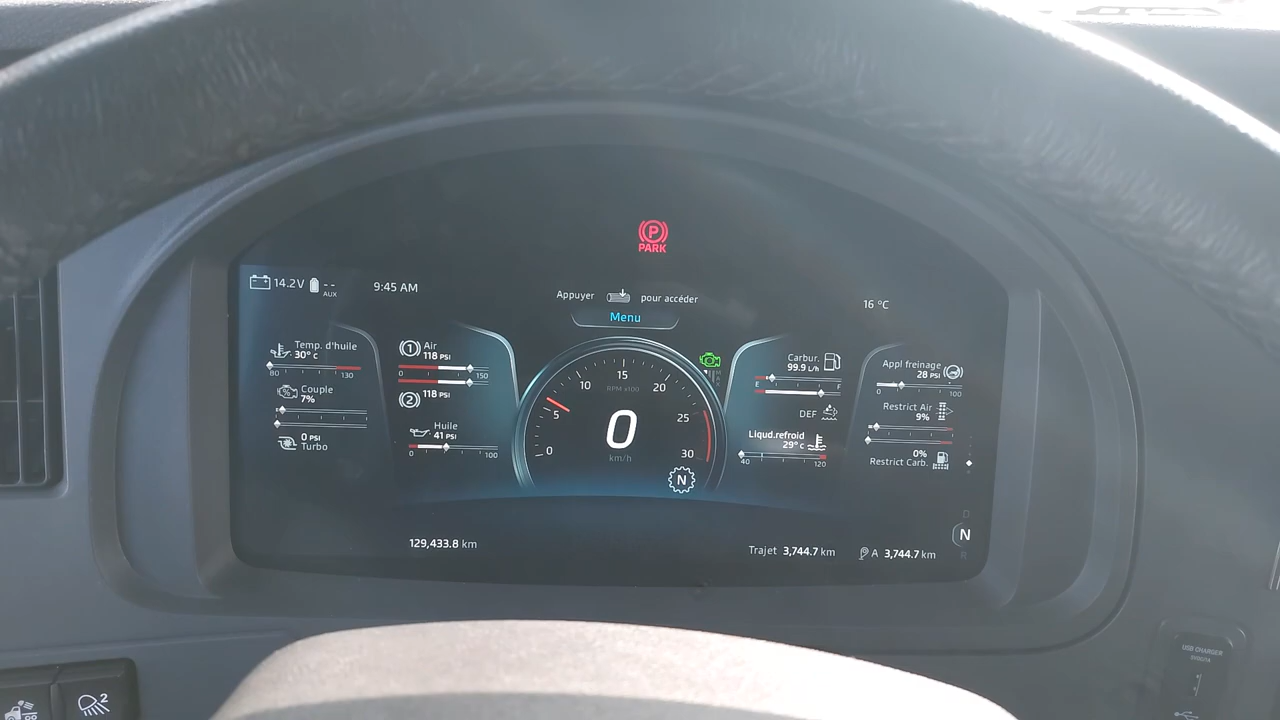 PARK
14.2V
--
AUX
9:45 AM
Appuyer pour accéder
Menu
16 °C
Temp. d'huile
30° C
80 130
Couple
7%
0 PSI
Turbo
1 Air
118 PSI
0 150
2 118 PSI
Huile
41 PSI
0 100
0 5 10 15 20 25 30
RPM x100
0
km/h
N
Carbur.
99.9 L/h
E F
DEF
Liqud.refroid
29° C
40 120
Appl freinage
28 PSI
0 100
Restrict Air
9%
0%
Restrict Carb.
D
N
R
129,433.8 km
Trajet 3,744.7 km
A 3,744.7 km
USB CHARGER
2